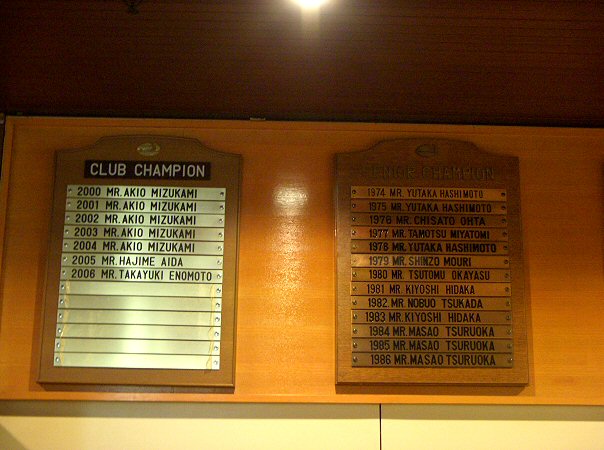 CLUB CHAMPION
2000 MR. AKIO MIZUKAMI
2001 MR. AKIO MIZUKAMI
2002 MR. AKIO MIZUKAMI
2003 MR. AKIO MIZUKAMI
2004 MR. AKIO MIZUKAMI
2005 MR. HAJIME AIDA
2006 MR. TAKAYUKI ENOMOTO
SENIOR CHAMPION
1974 MR. YUTAKA HASHIMOTO
1975 MR. YUTAKA HASHIMOTO
1976 MR. CHISATO OHTA
1977 MR. TAMOTSU MIYATOMI
1978 MR. YUTAKA HASHIMOTO
1979 MR. SHINZO MOURI
1980 MR. TSUTOMU OKAYASU
1981 MR. KIYOSHI HIDAKA
1982 MR. NOBUO TSUKADA
1983 MR. KIYOSHI HIDAKA
1984 MR. MASAO TSURUOKA
1985 MR. MASAO TSURUOKA
1986 MR. MASAO TSURUOKA